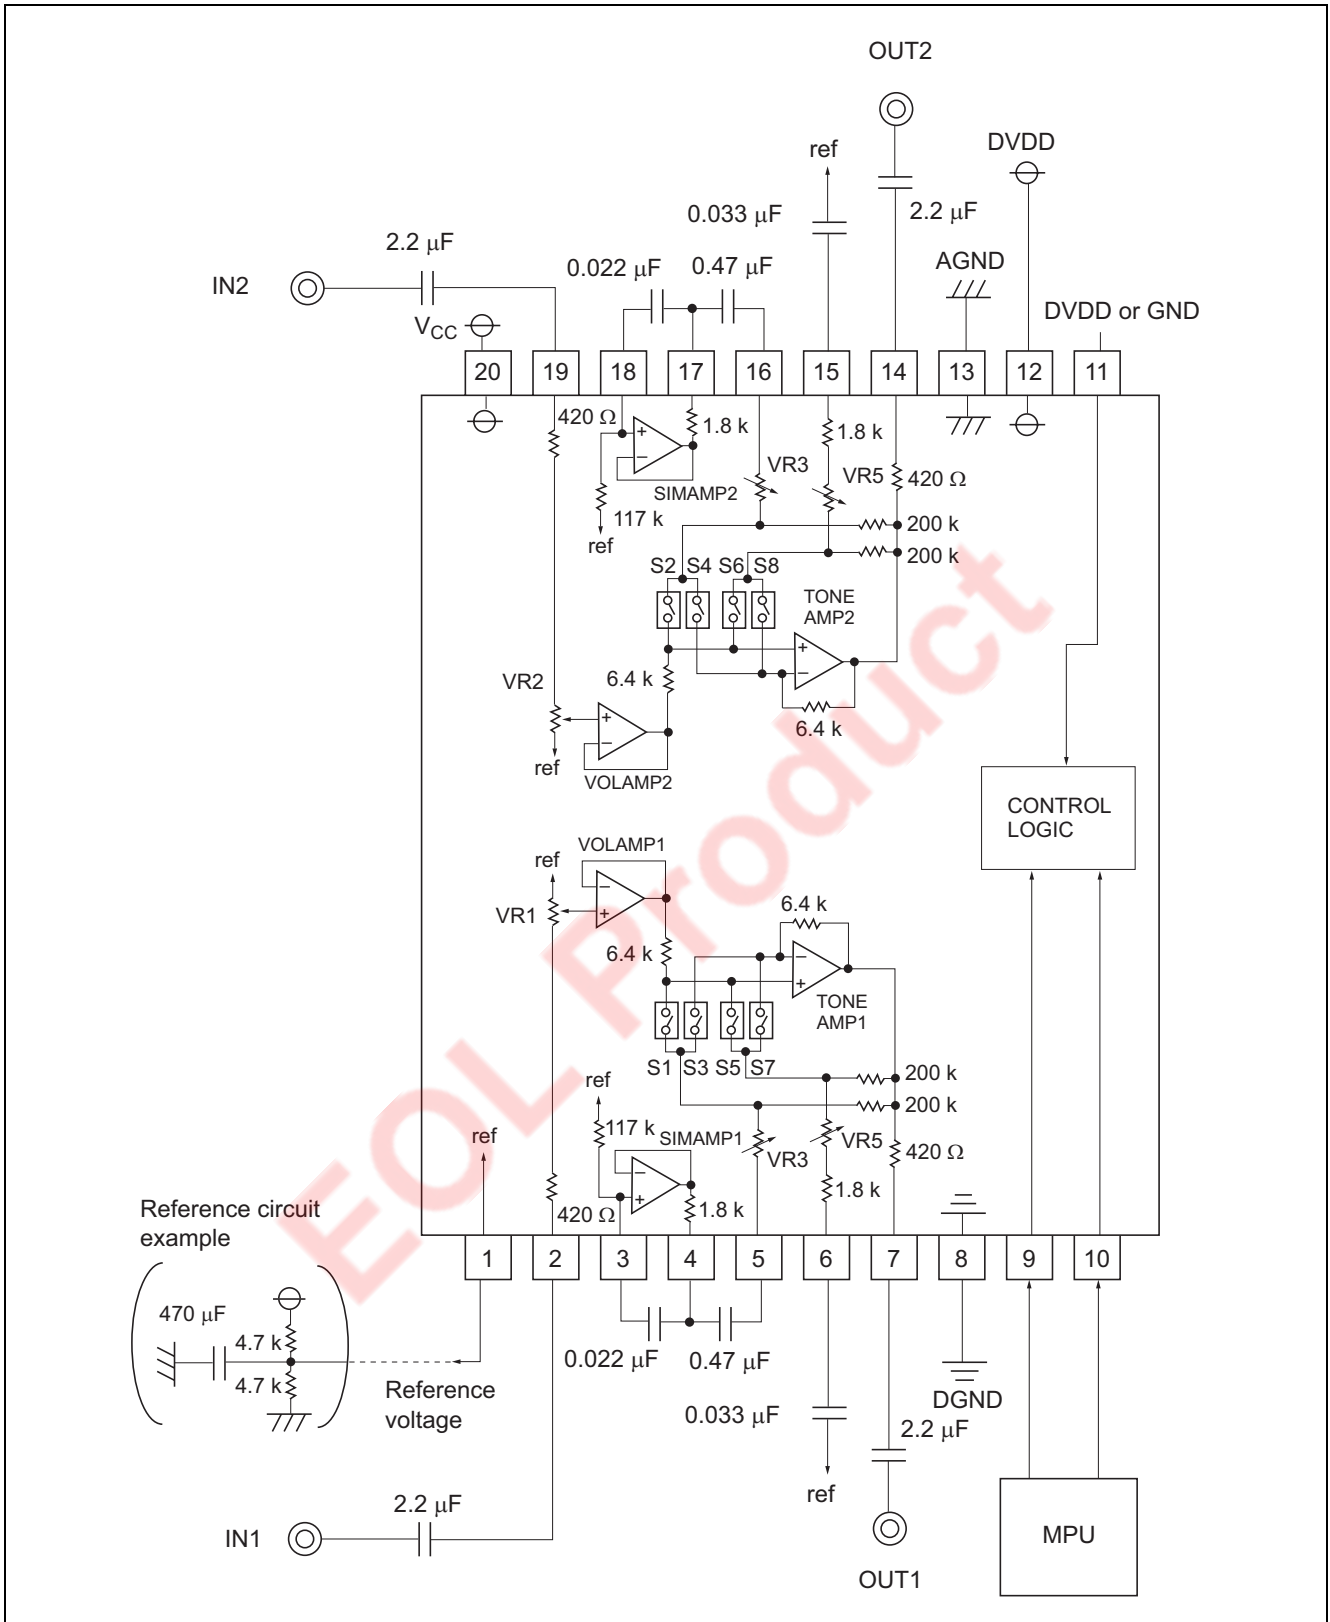 OUT2
ref
DVDD
0.033 µF
2.2 µF
2.2 µF
AGND
0.022 µF
0.47 µF
IN2
VCC
DVDD or GND
20
19
18
17
16
15
14
13
12
11
420 Ω
1.8 k
1.8 k
VR3
VR5
420 Ω
SIMAMP2
117 k
ref
200 k
200 k
S2
S4
S6
S8
TONE
AMP2
+
−
+
−
6.4 k
VR2
+
−
6.4 k
ref
VOLAMP2
CONTROL
LOGIC
VOLAMP1
ref
−
+
VR1
6.4 k
6.4 k
−
+
TONE
AMP1
S1
S3
S5
S7
ref
200 k
200 k
117 k
SIMAMP1
VR3
VR5
420 Ω
ref
−
+
1.8 k
1.8 k
420 Ω
EOL Product
Reference circuit
example
1
2
3
4
5
6
7
8
9
10
470 µF
4.7 k
4.7 k
Reference
voltage
0.022 µF
0.47 µF
0.033 µF
DGND
2.2 µF
ref
2.2 µF
IN1
OUT1
MPU